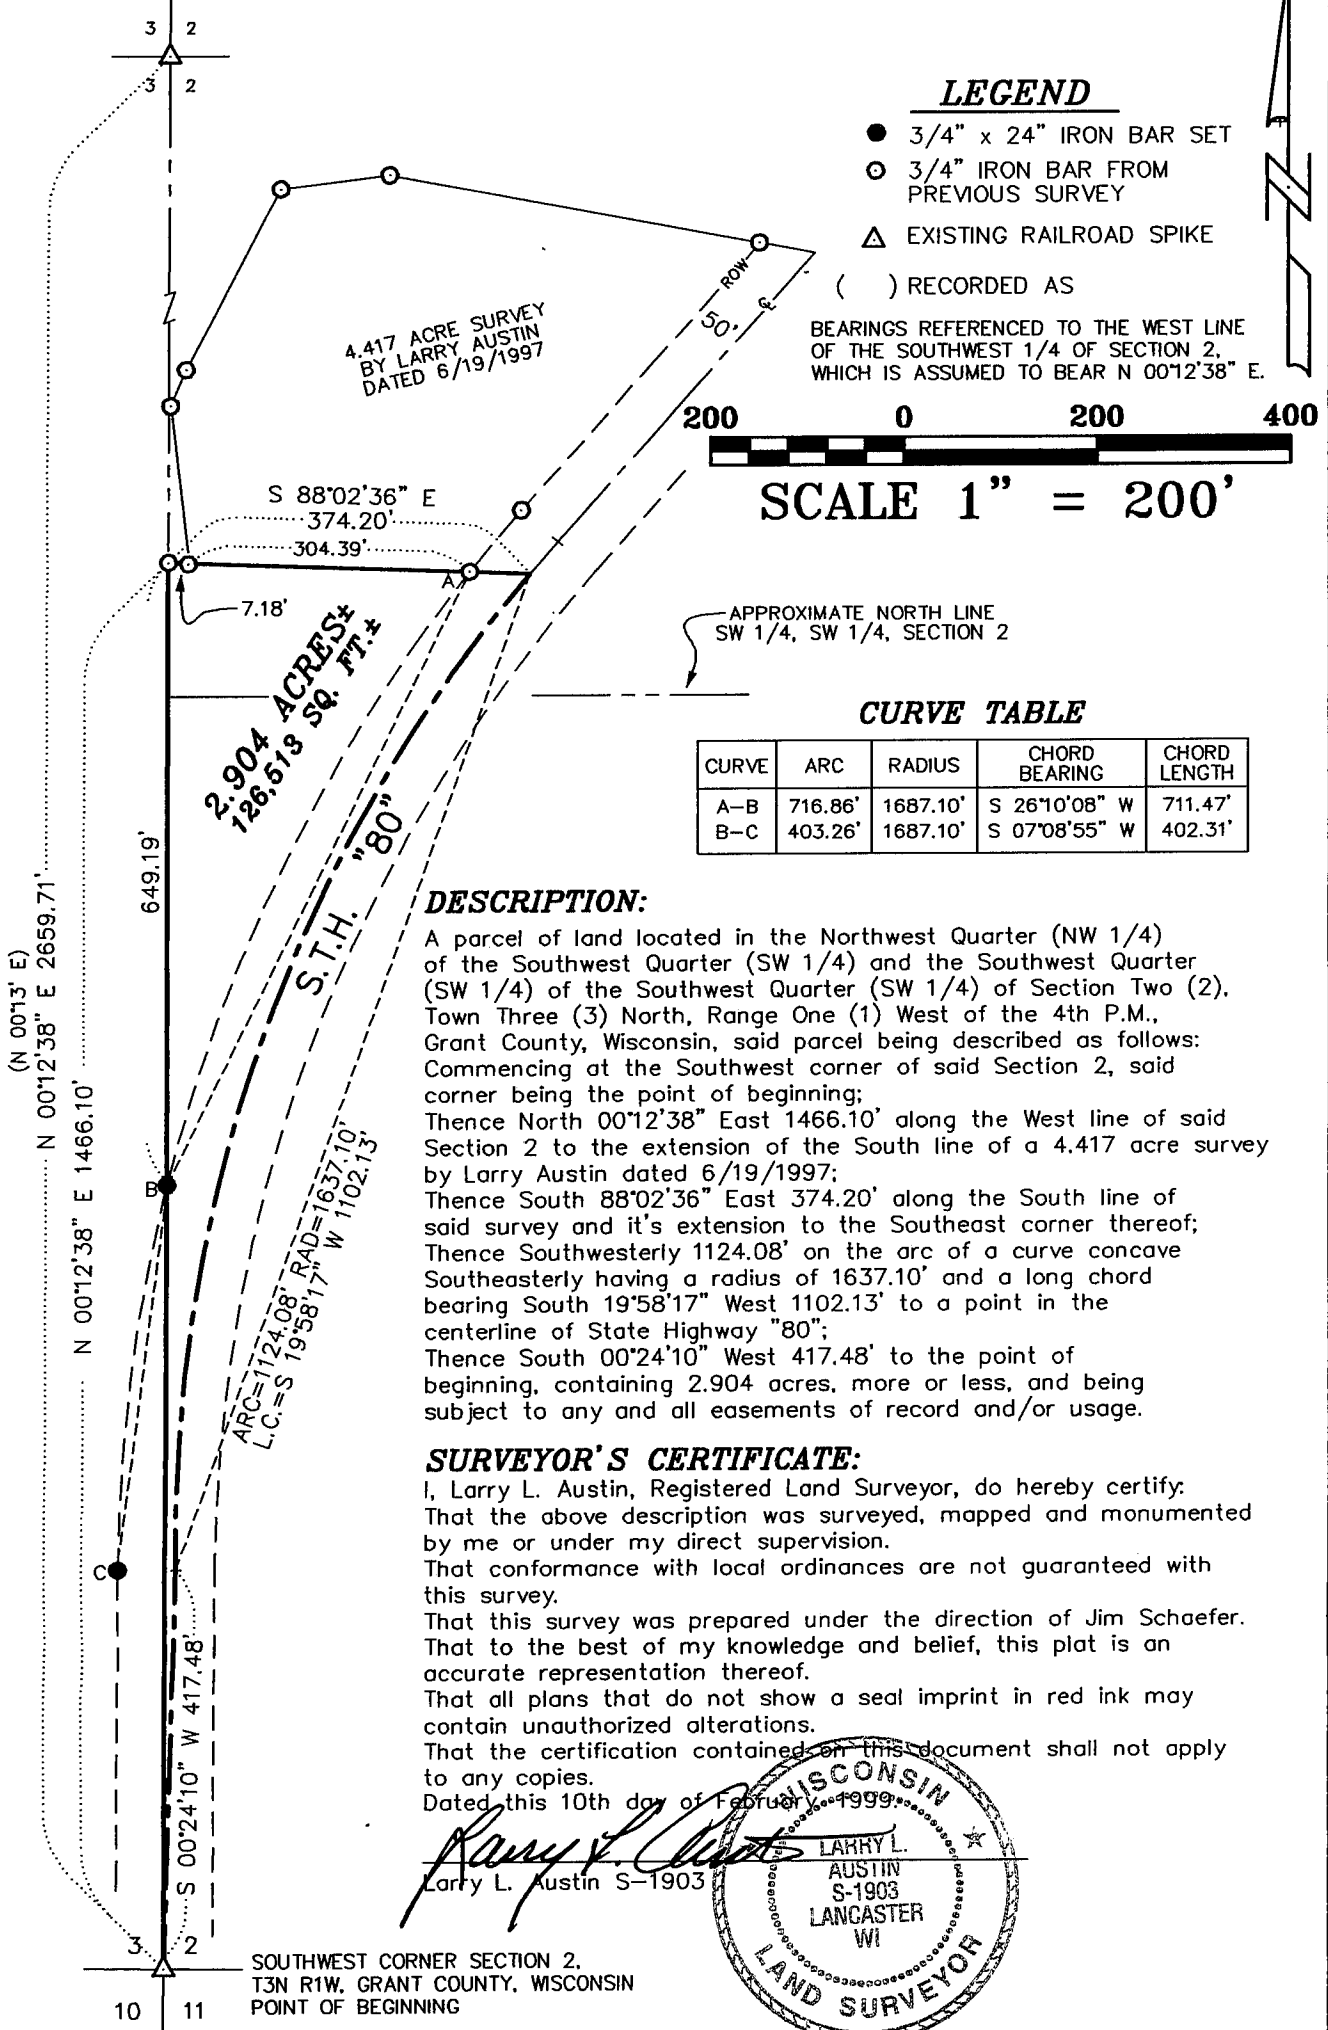 3 2
3 2
LEGEND
3/4" x 24" IRON BAR SET
3/4" IRON BAR FROM
PREVIOUS SURVEY
EXISTING RAILROAD SPIKE
( ) RECORDED AS
BEARINGS REFERENCED TO THE WEST LINE
OF THE SOUTHWEST 1/4 OF SECTION 2,
WHICH IS ASSUMED TO BEAR N 00°12'38" E.
N
200 0 200 400
SCALE 1" = 200'
ROW
50'
℄
4.417 ACRE SURVEY
BY LARRY AUSTIN
DATED 6/19/1997
S 88°02'36" E
374.20'
304.39'
A
7.18'
2.904 ACRES±
126,513 SQ. FT.±
APPROXIMATE NORTH LINE
SW 1/4, SW 1/4, SECTION 2
CURVE TABLE
CURVE ARC RADIUS CHORD BEARING CHORD LENGTH
A-B 716.86' 1687.10' S 26°10'08" W 711.47'
B-C 403.26' 1687.10' S 07°08'55" W 402.31'
649.19'
(N 00°13' E)
N 00°12'38" E 2659.71'
N 00°12'38" E 1466.10'
S.T.H. "80"
B
ARC=1124.08' RAD=1637.10'
L.C.=S 19°58'17" W 1102.13'
C
S 00°24'10" W 417.48'
DESCRIPTION:
A parcel of land located in the Northwest Quarter (NW 1/4)
of the Southwest Quarter (SW 1/4) and the Southwest Quarter
(SW 1/4) of the Southwest Quarter (SW 1/4) of Section Two (2),
Town Three (3) North, Range One (1) West of the 4th P.M.,
Grant County, Wisconsin, said parcel being described as follows:
Commencing at the Southwest corner of said Section 2, said
corner being the point of beginning;
Thence North 00°12'38" East 1466.10' along the West line of said
Section 2 to the extension of the South line of a 4.417 acre survey
by Larry Austin dated 6/19/1997;
Thence South 88°02'36" East 374.20' along the South line of
said survey and it's extension to the Southeast corner thereof;
Thence Southwesterly 1124.08' on the arc of a curve concave
Southeasterly having a radius of 1637.10' and a long chord
bearing South 19°58'17" West 1102.13' to a point in the
centerline of State Highway "80";
Thence South 00°24'10" West 417.48' to the point of
beginning, containing 2.904 acres, more or less, and being
subject to any and all easements of record and/or usage.
SURVEYOR'S CERTIFICATE:
I, Larry L. Austin, Registered Land Surveyor, do hereby certify:
That the above description was surveyed, mapped and monumented
by me or under my direct supervision.
That conformance with local ordinances are not guaranteed with
this survey.
That this survey was prepared under the direction of Jim Schaefer.
That to the best of my knowledge and belief, this plat is an
accurate representation thereof.
That all plans that do not show a seal imprint in red ink may
contain unauthorized alterations.
That the certification contained on this document shall not apply
to any copies.
Dated this 10th day of February, 1999.
Larry L. Austin
Larry L. Austin S-1903
WISCONSIN
LARRY L.
AUSTIN
S-1903
LANCASTER
WI
LAND SURVEYOR
3 2
10 11
SOUTHWEST CORNER SECTION 2,
T3N R1W, GRANT COUNTY, WISCONSIN
POINT OF BEGINNING